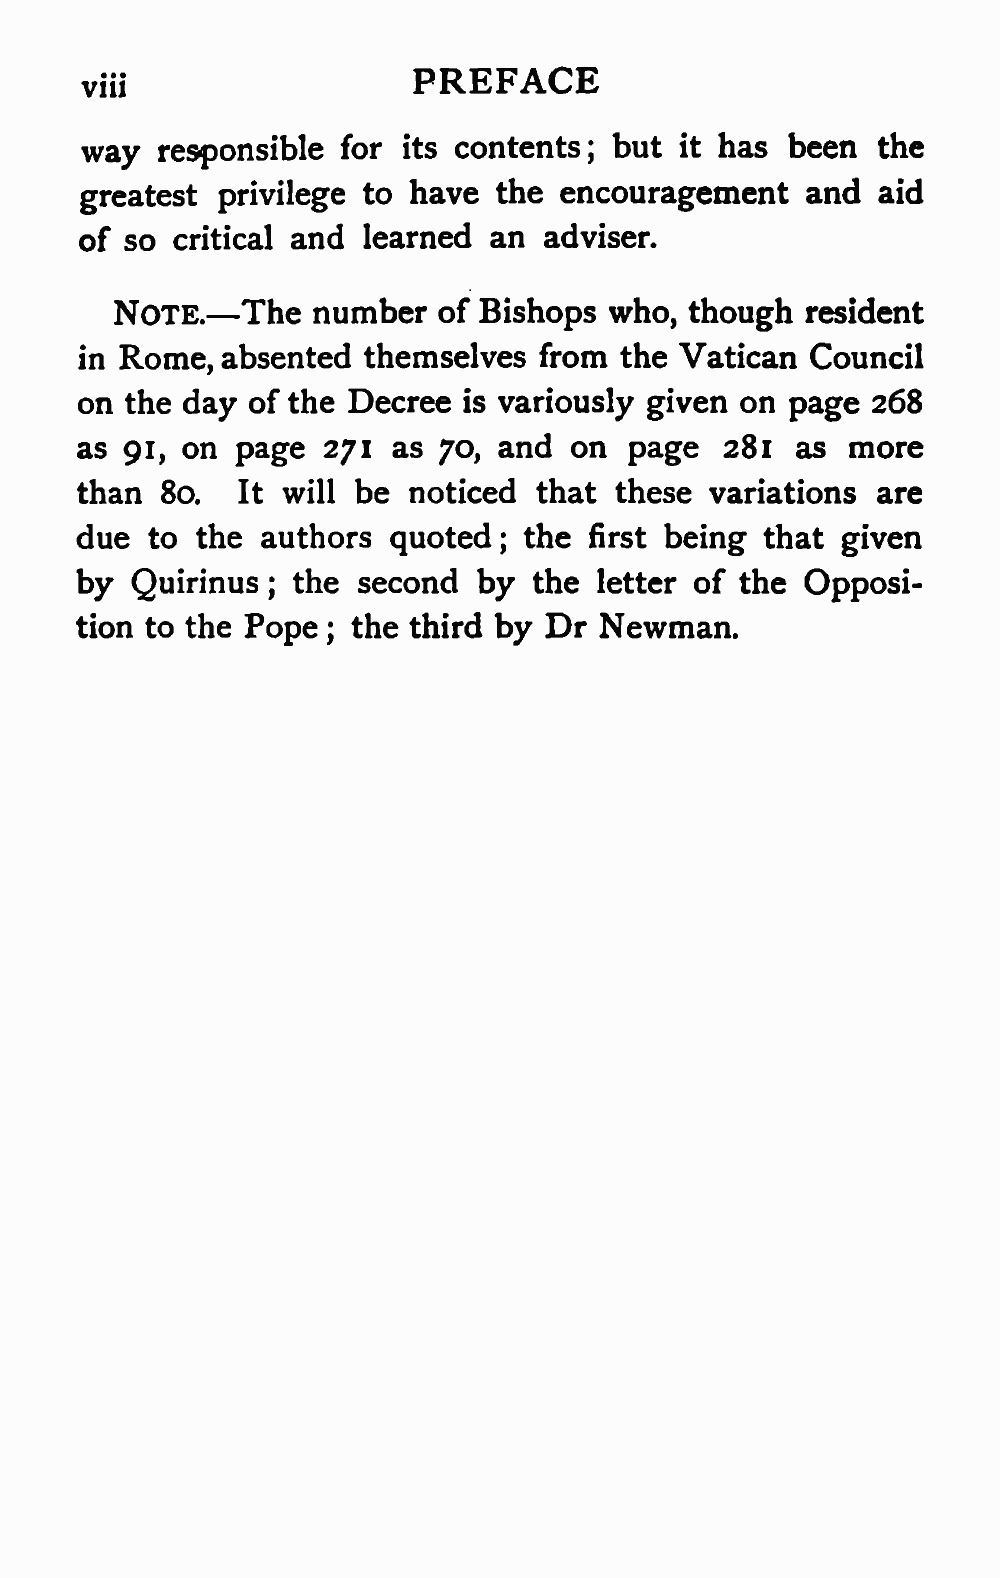 viii PREFACE
way responsible for its contents; but it has been the
greatest privilege to have the encouragement and aid
of so critical and learned an adviser.
NOTE.—The number of Bishops who, though resident
in Rome, absented themselves from the Vatican Council
on the day of the Decree is variously given on page 268
as 91, on page 271 as 70, and on page 281 as more
than 80. It will be noticed that these variations are
due to the authors quoted; the first being that given
by Quirinus; the second by the letter of the Opposi-
tion to the Pope; the third by Dr Newman.